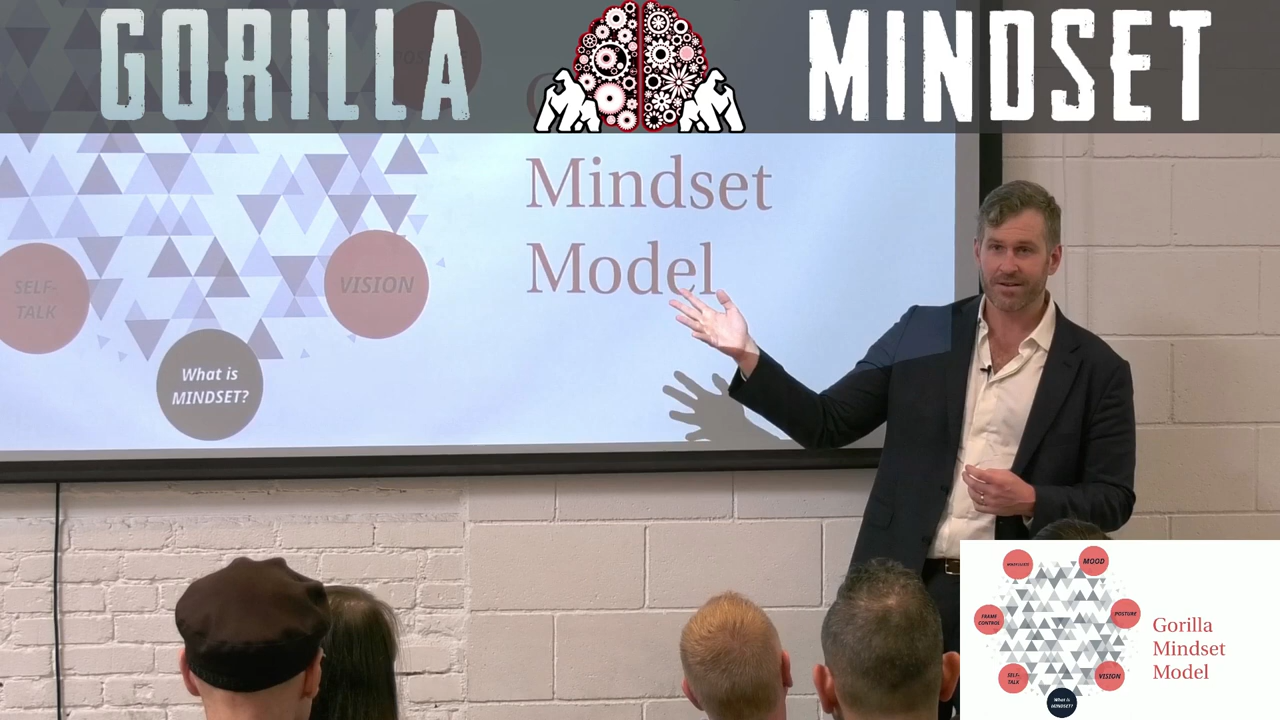 GORILLA MINDSET
Mindset
Model
SELF-
TALK
VISION
What is
MINDSET?
MOOD
FRAME
CONTROL
POSTURE
SELF-
TALK
VISION
What is
MINDSET?
Gorilla
Mindset
Model